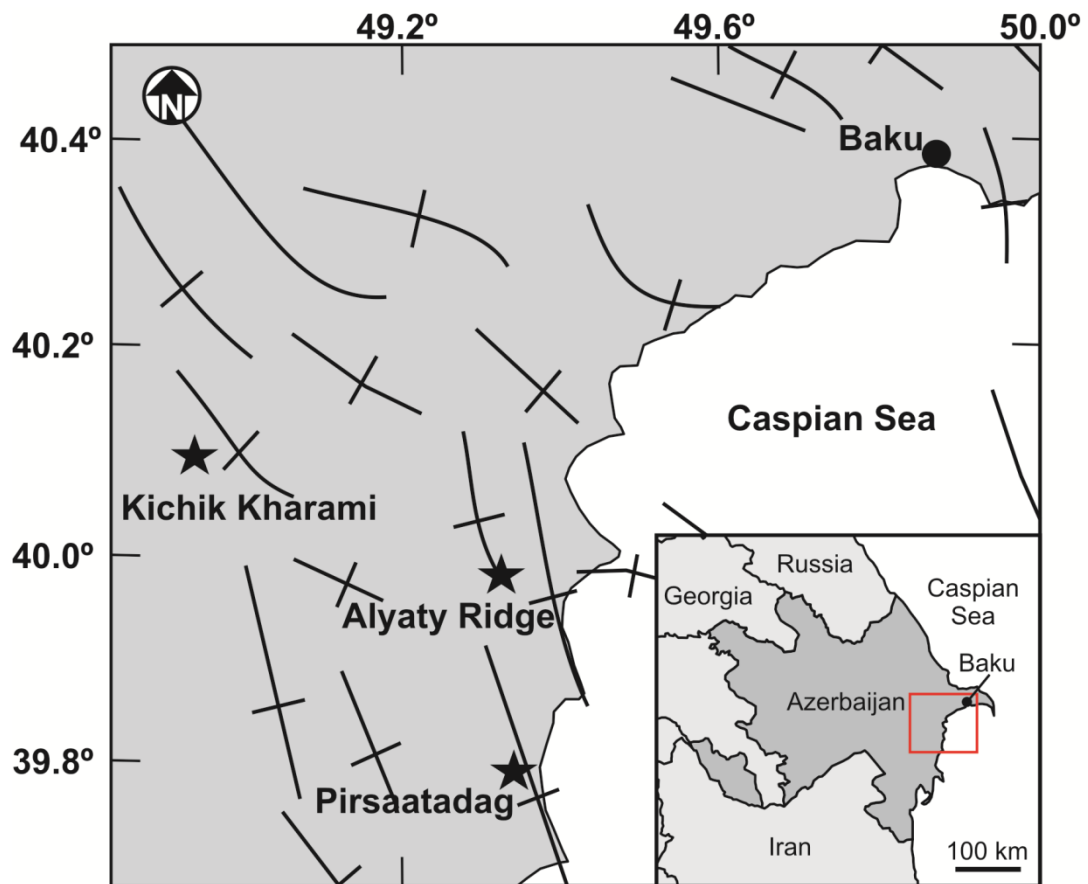 49.2º 49.6º 50.0º
N
40.4º
Baku
40.2º
Caspian Sea
Kichik Kharami
40.0º
Alyaty Ridge
39.8º
Pirsaatadag
Russia
Georgia
Caspian
Sea
Baku
Azerbaijan
Iran
100 km